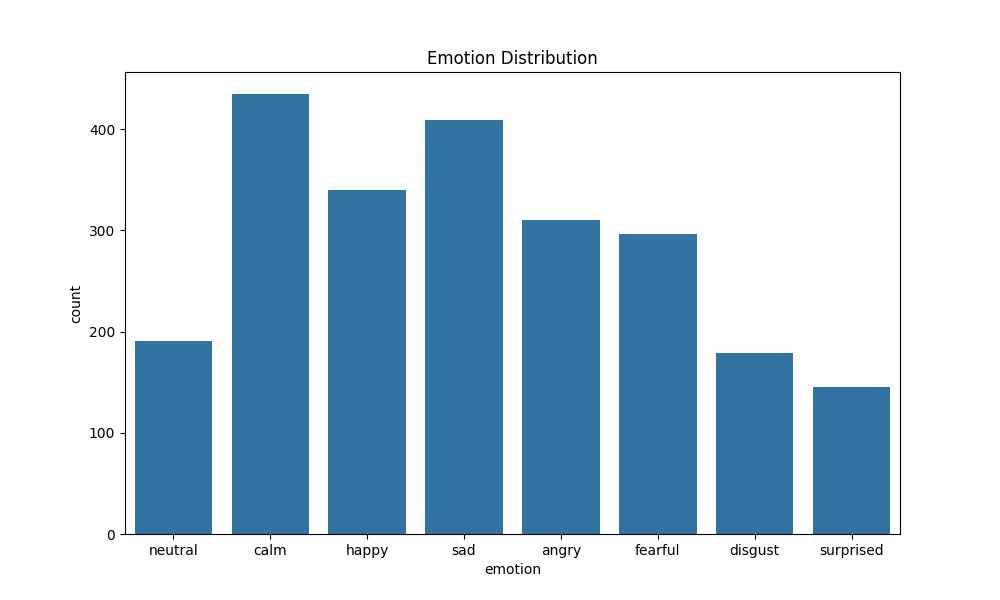 Emotion Distribution
400
300
200
100
0
count
neutral calm happy sad angry fearful disgust surprised
emotion